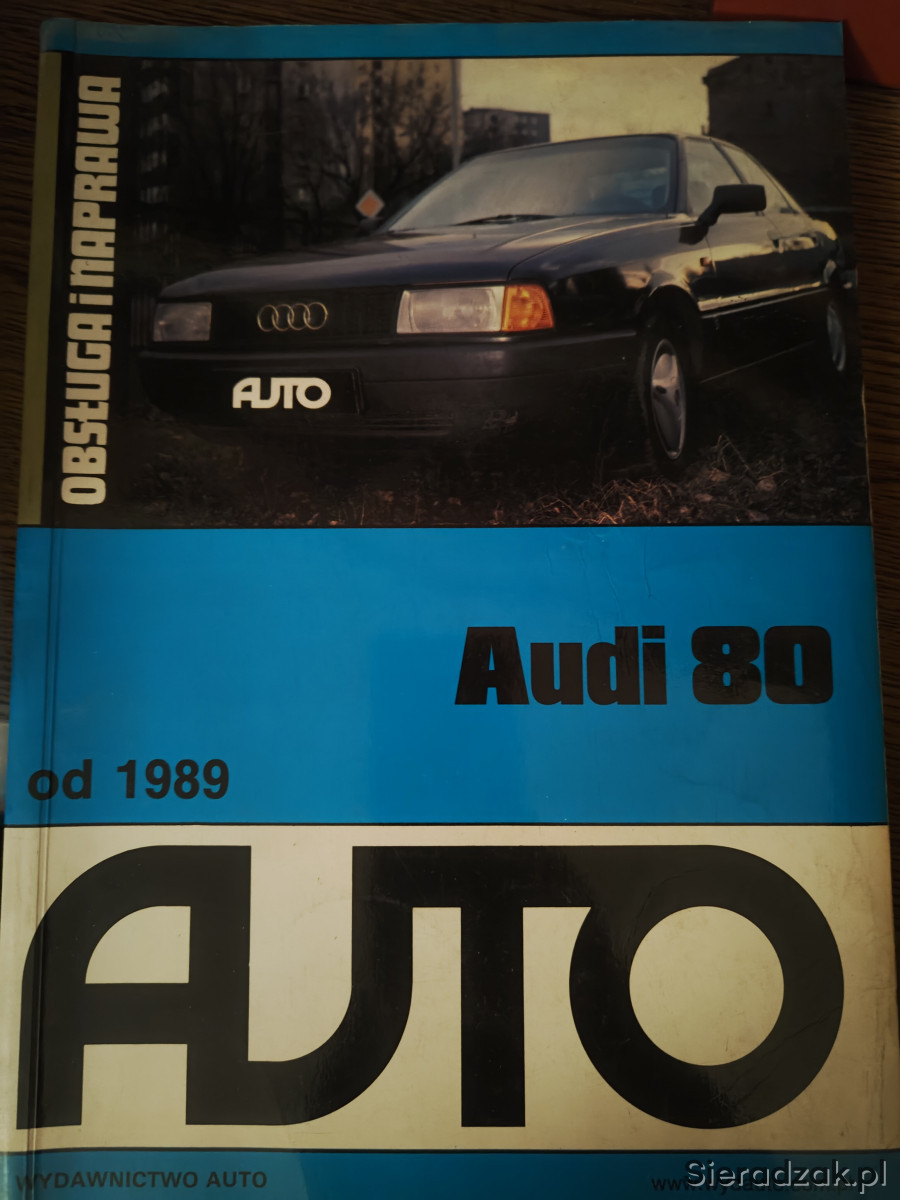 OBSŁUGA i NAPRAWA
AUTO
Audi 80
od 1989
AUTO
WYDAWNICTWO AUTO
Sieradzak.pl